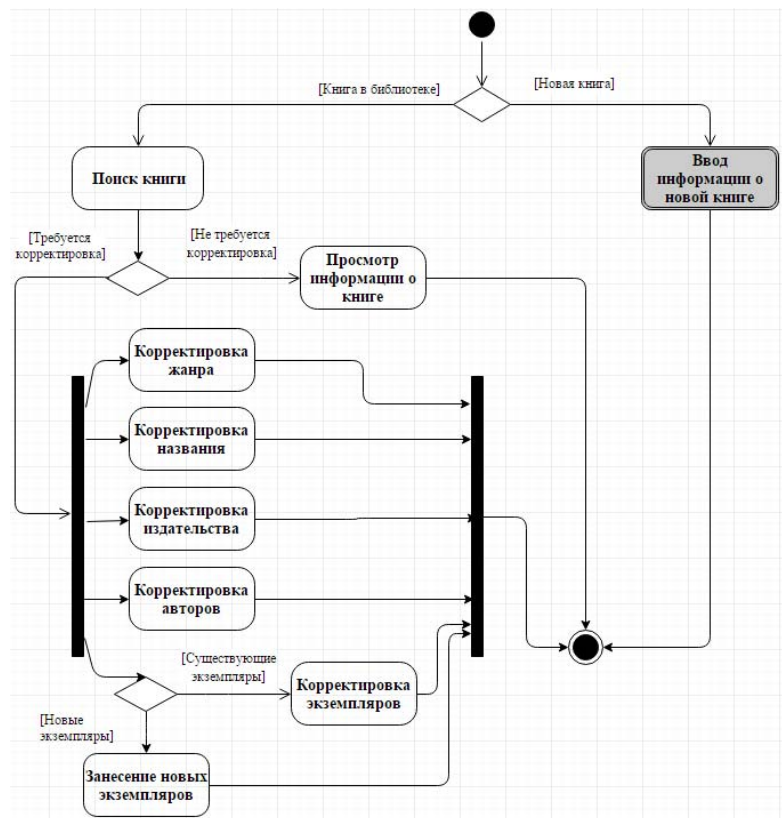 [Книга в библиотеке]
[Новая книга]
Поиск книги
Ввод
информации о
новой книге
[Требуется
корректировка]
[Не требуется
корректировка]
Просмотр
информации о
книге
Корректировка
жанра
Корректировка
названия
Корректировка
издательства
Корректировка
авторов
[Существующие
экземпляры]
Корректировка
экземпляров
[Новые
экземпляры]
Занесение новых
экземпляров